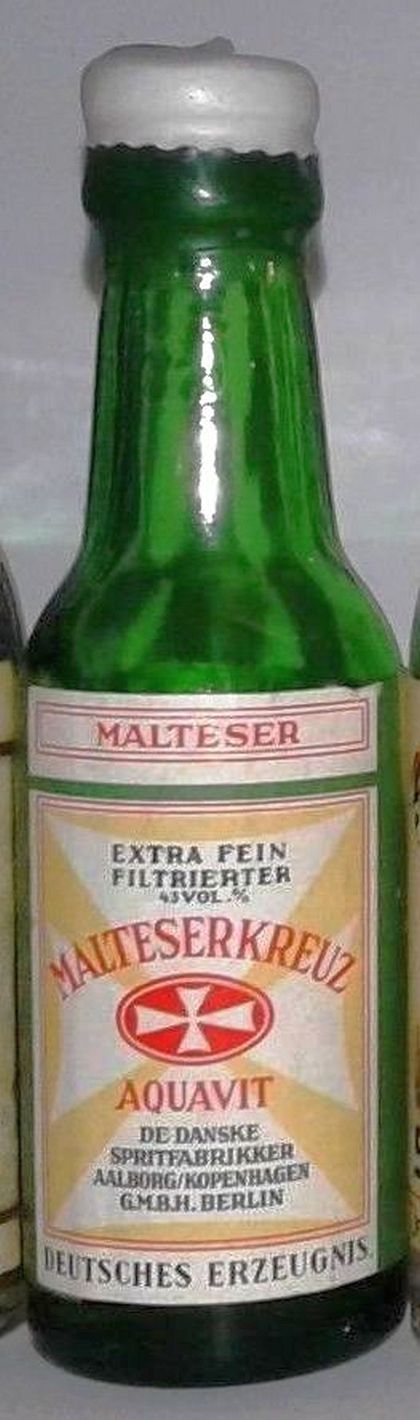 MALTESER
EXTRA FEIN
FILTRIERTER
43 VOL.%
MALTESERKREUZ
AQUAVIT
DE DANSKE
SPRITFABRIKKER
AALBORG/KOPENHAGEN
G.M.B.H. BERLIN
DEUTSCHES ERZEUGNIS